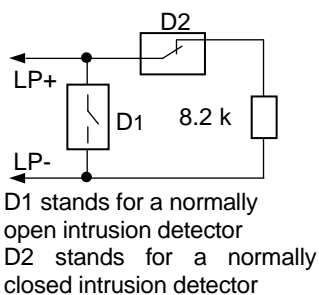 D2
LP+
D1
8.2 k
LP-
D1 stands for a normally
open intrusion detector
D2 stands for a normally
closed intrusion detector